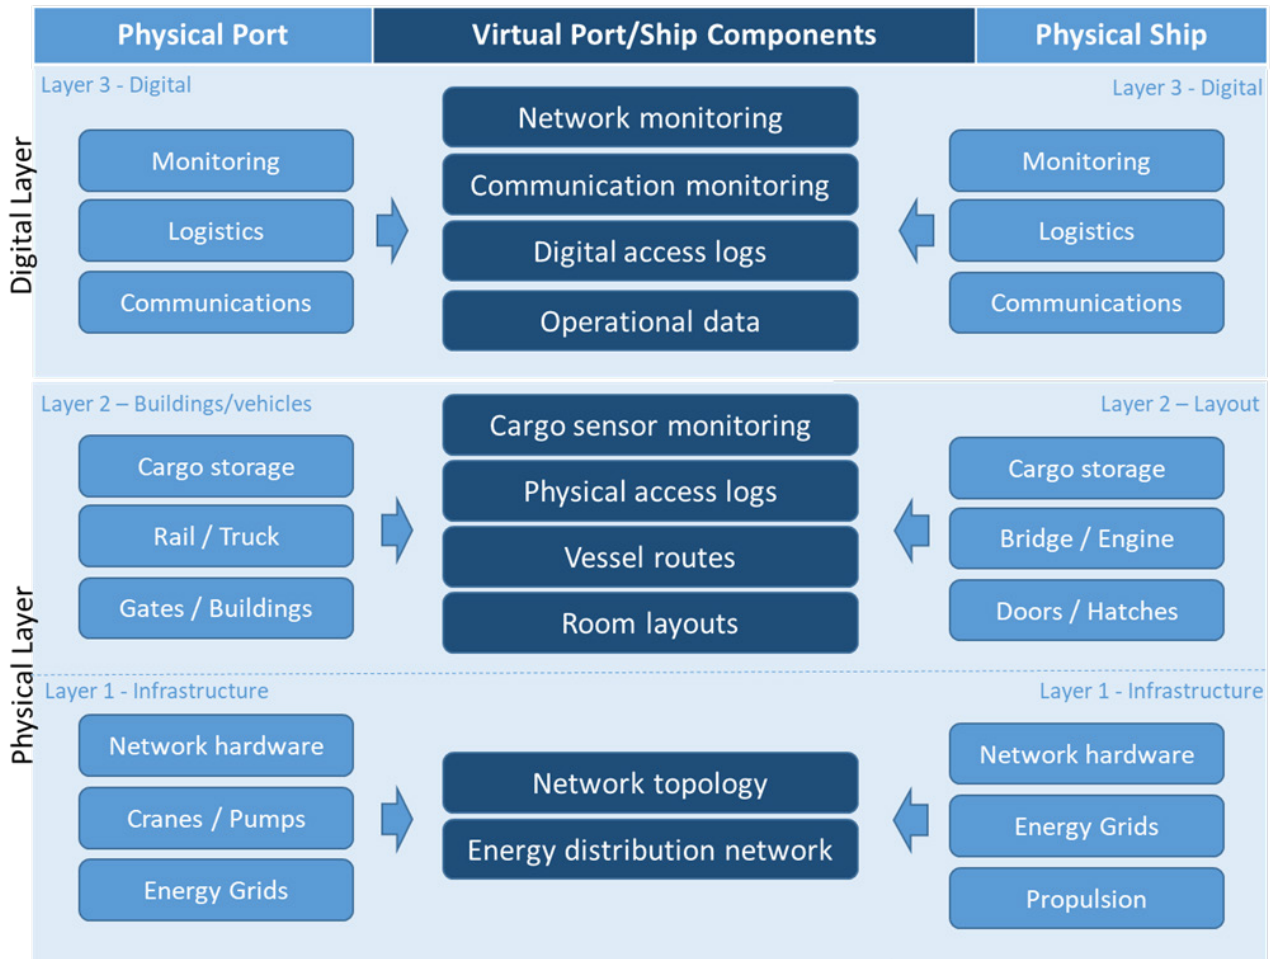 Physical Port
Virtual Port/Ship Components
Physical Ship
Digital Layer
Layer 3 - Digital
Monitoring
Logistics
Communications
Network monitoring
Communication monitoring
Digital access logs
Operational data
Layer 3 - Digital
Monitoring
Logistics
Communications
Physical Layer
Layer 2 – Buildings/vehicles
Cargo storage
Rail / Truck
Gates / Buildings
Cargo sensor monitoring
Physical access logs
Vessel routes
Room layouts
Layer 2 – Layout
Cargo storage
Bridge / Engine
Doors / Hatches
Layer 1 - Infrastructure
Network hardware
Cranes / Pumps
Energy Grids
Network topology
Energy distribution network
Layer 1 - Infrastructure
Network hardware
Energy Grids
Propulsion